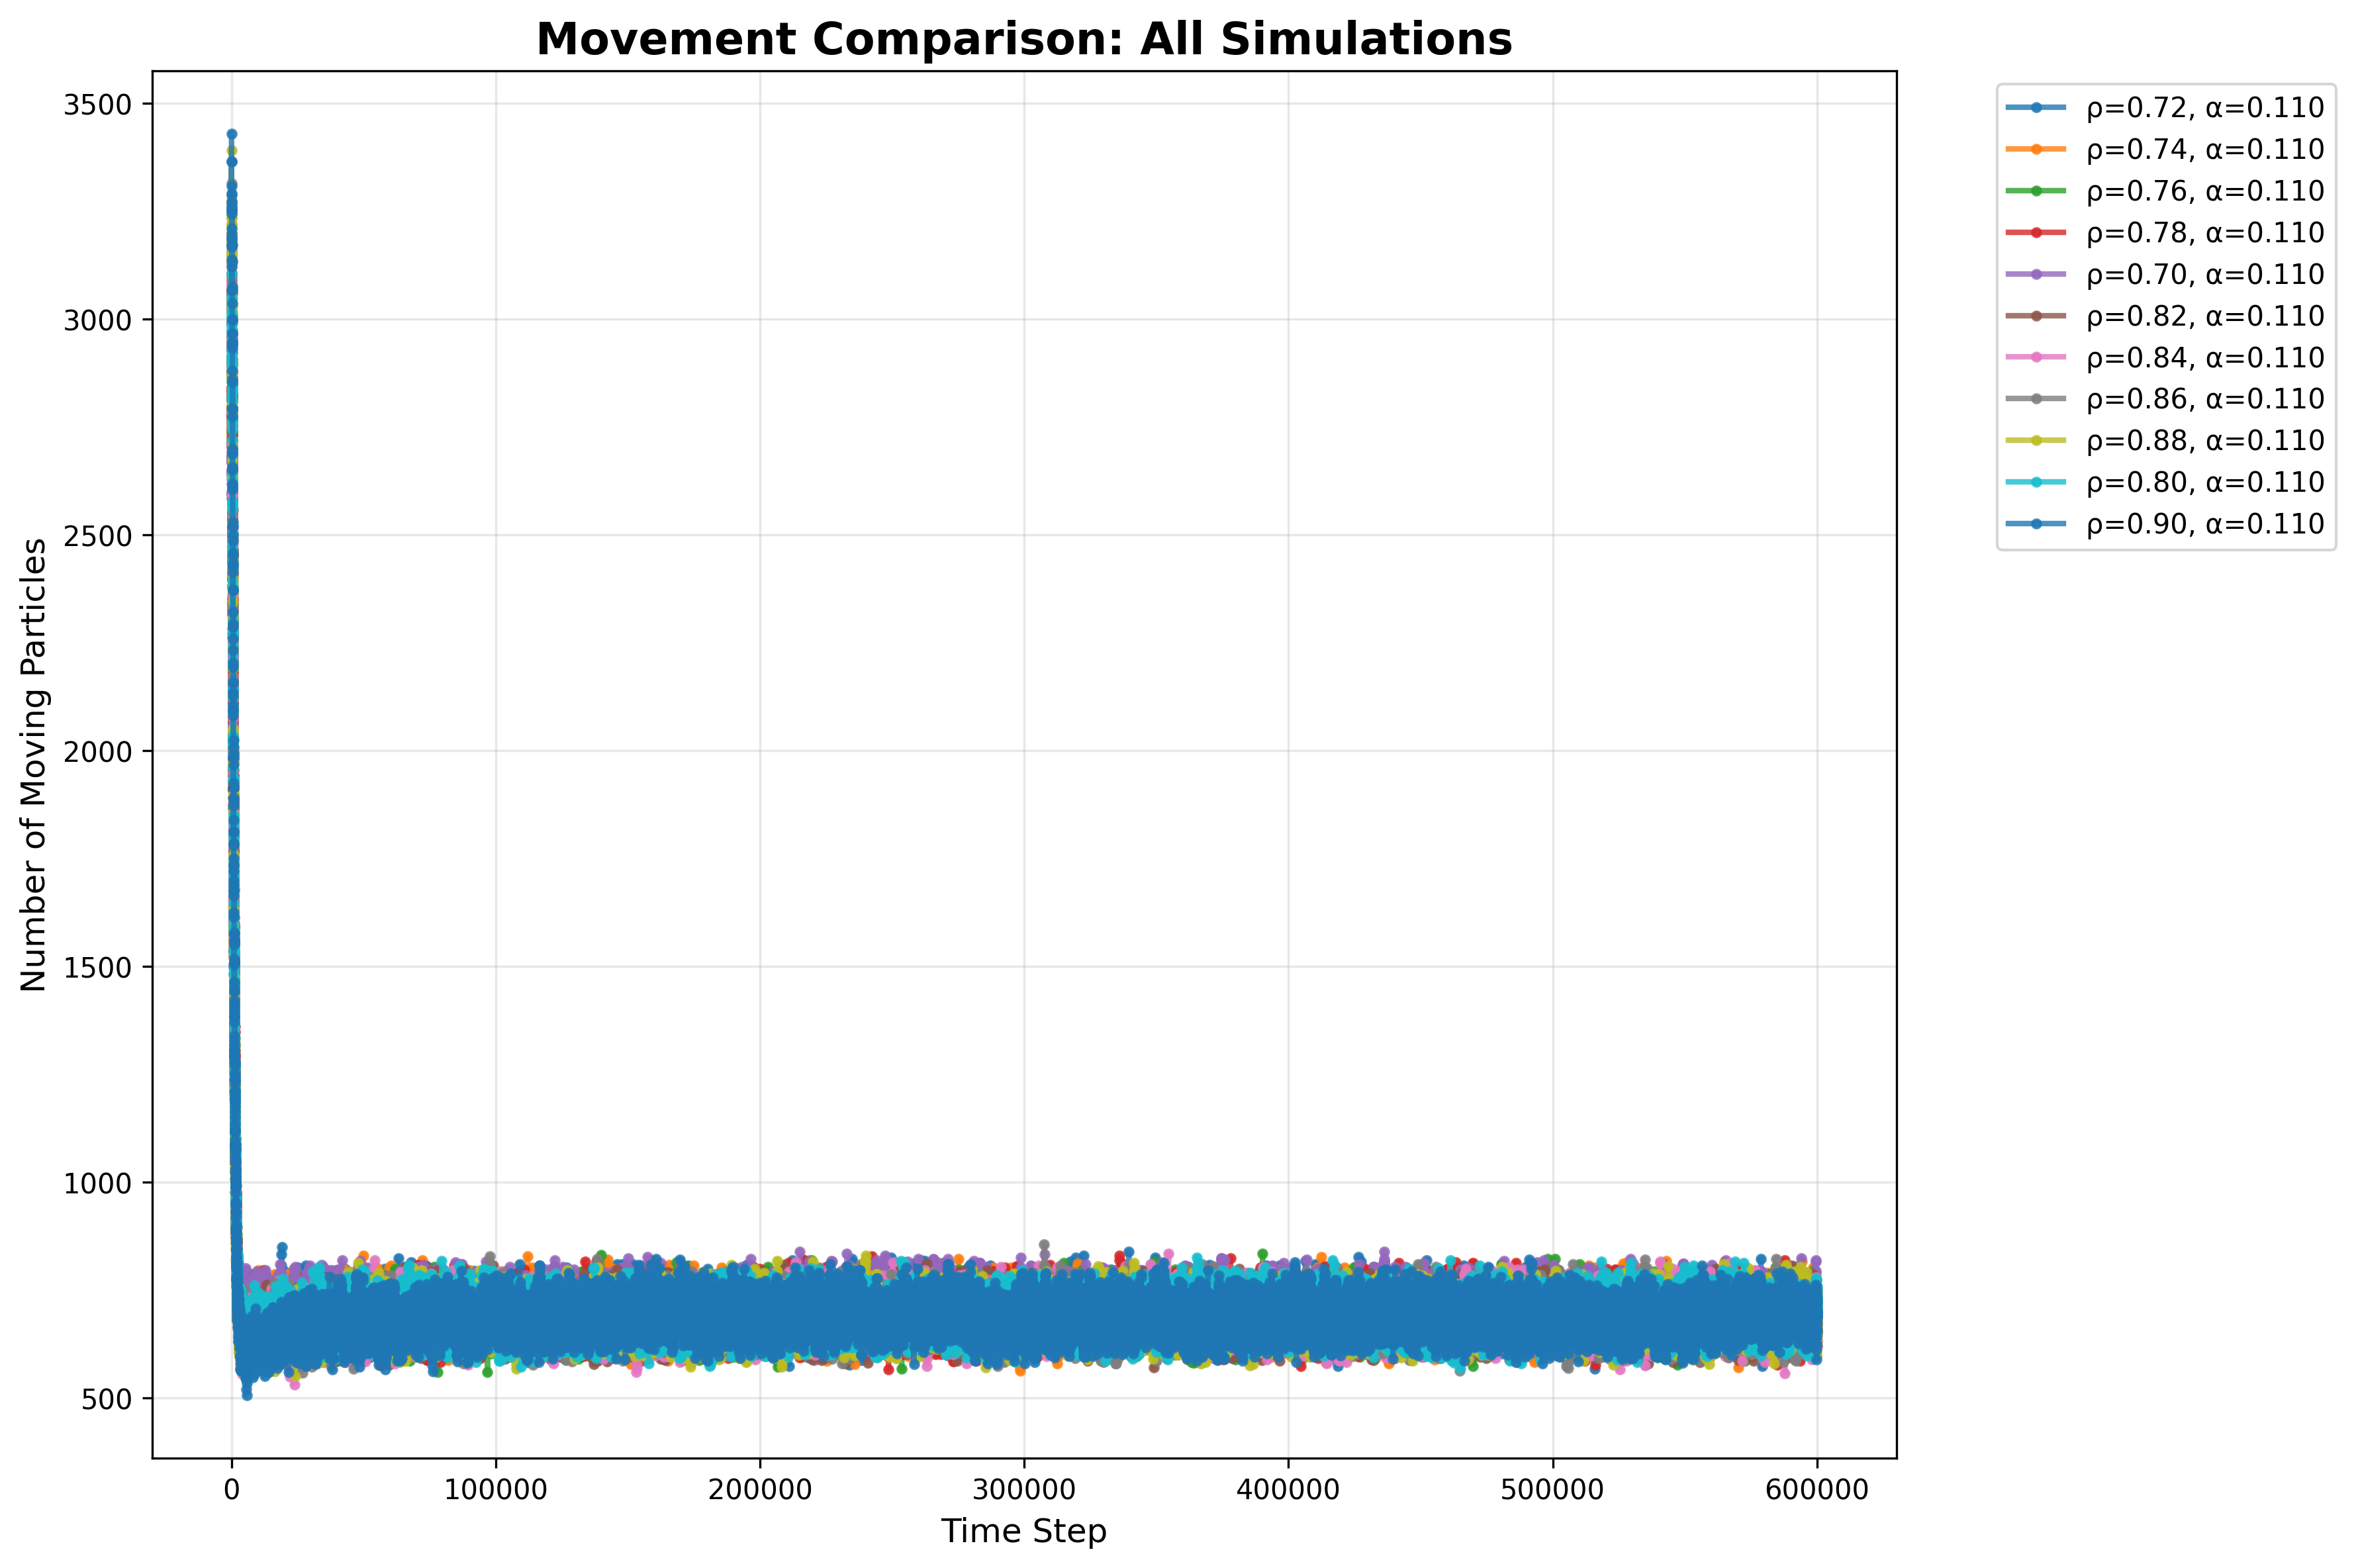 Movement Comparison: All Simulations
3500
3000
2500
2000
1500
1000
500
Number of Moving Particles
0
100000
200000
300000
400000
500000
600000
Time Step
ρ=0.72, α=0.110
ρ=0.74, α=0.110
ρ=0.76, α=0.110
ρ=0.78, α=0.110
ρ=0.70, α=0.110
ρ=0.82, α=0.110
ρ=0.84, α=0.110
ρ=0.86, α=0.110
ρ=0.88, α=0.110
ρ=0.80, α=0.110
ρ=0.90, α=0.110